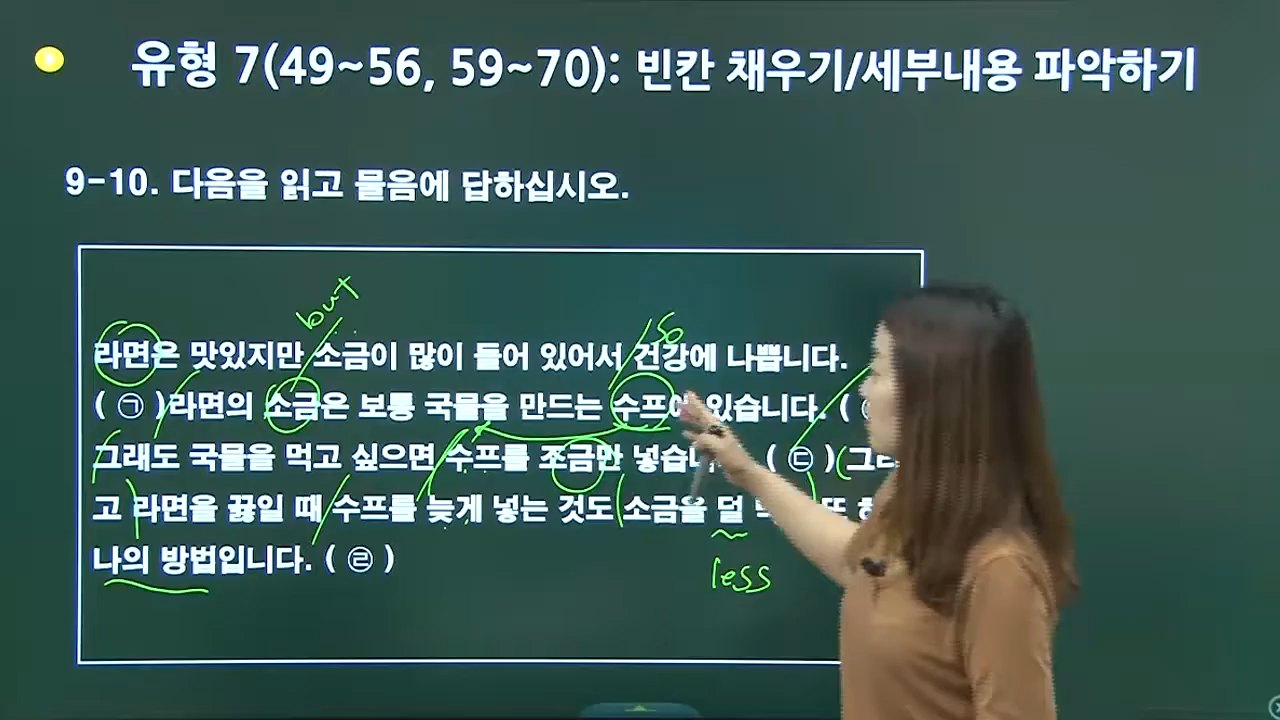 유형 7(49~56, 59~70): 빈칸 채우기/세부내용 파악하기
9-10. 다음을 읽고 물음에 답하십시오.
but
so
라면은 맛있지만 소금이 많이 들어 있어서 건강에 나쁩니다.
( ㉠ )라면의 소금은 보통 국물을 만드는 수프에 있습니다. (
그래도 국물을 먹고 싶으면 수프를 조금만 넣습니 ( ㉢ )
고 라면을 끓일 때 수프를 늦게 넣는 것도 소금을 덜 또
나의 방법입니다. ( ㉣ )
less